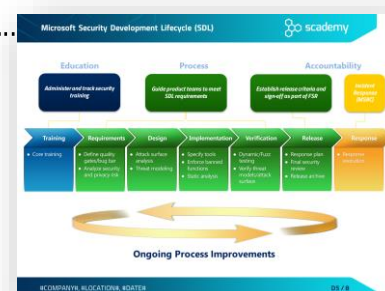 Microsoft Security Development Lifecycle (SDL)
scademy
Education
Process
Accountability
Administer and track security
training
Guide product teams to meet
SDL requirements
Establish release criteria and
sign-off as part of FSR
Incident
Response
(MSRC)
Training
Requirements
Design
Implementation
Verification
Release
Response
• Core training
• Define quality
gates/bug bar
• Analyze security
and privacy risk
• Attack surface
analysis
• Threat modeling
• Specify tools
• Enforce banned
functions
• Static analysis
• Dynamic/Fuzz
testing
• Verify threat
models/attack
surface
• Response plan
• Final security
review
• Release archive
• Response
execution
Ongoing Process Improvements
#COMPANY#, #LOCATION#, #DATE#
D5 / 8